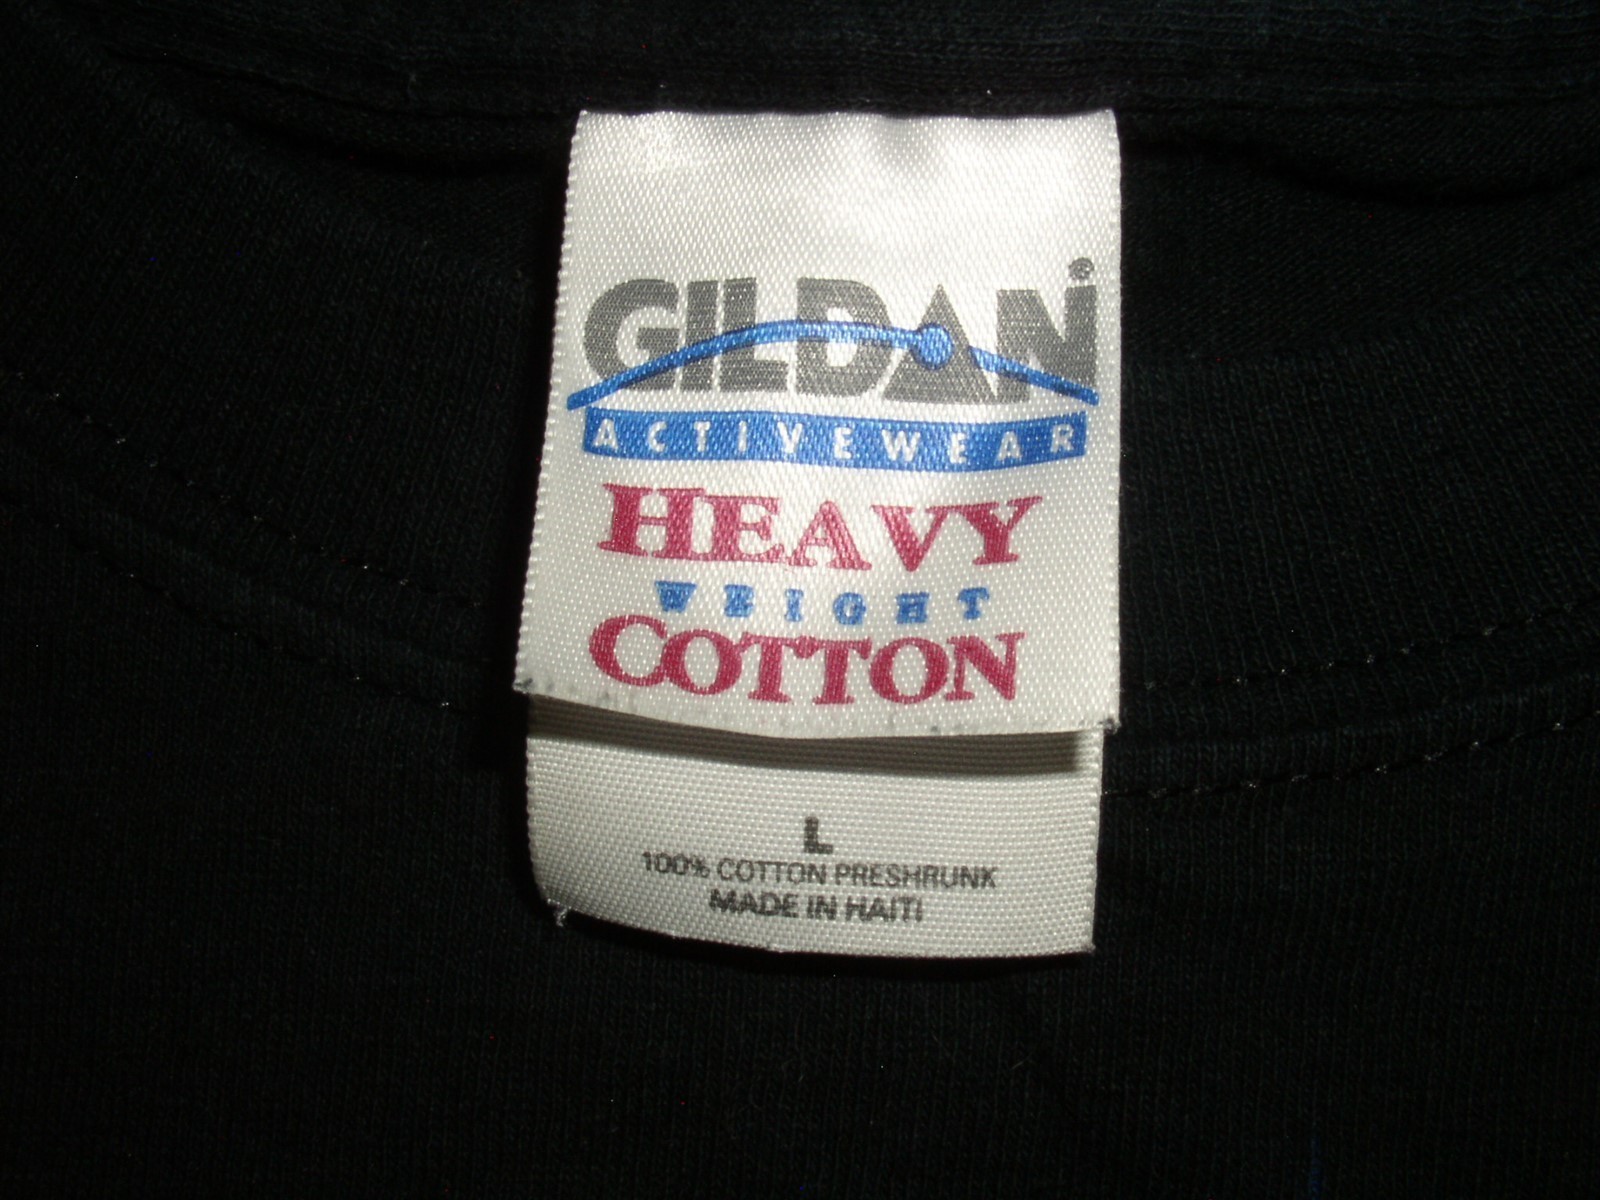 GILDAN®
ACTIVEWEAR
HEAVY
WEIGHT
COTTON
L
100% COTTON PRESHRUNK
MADE IN HAITI